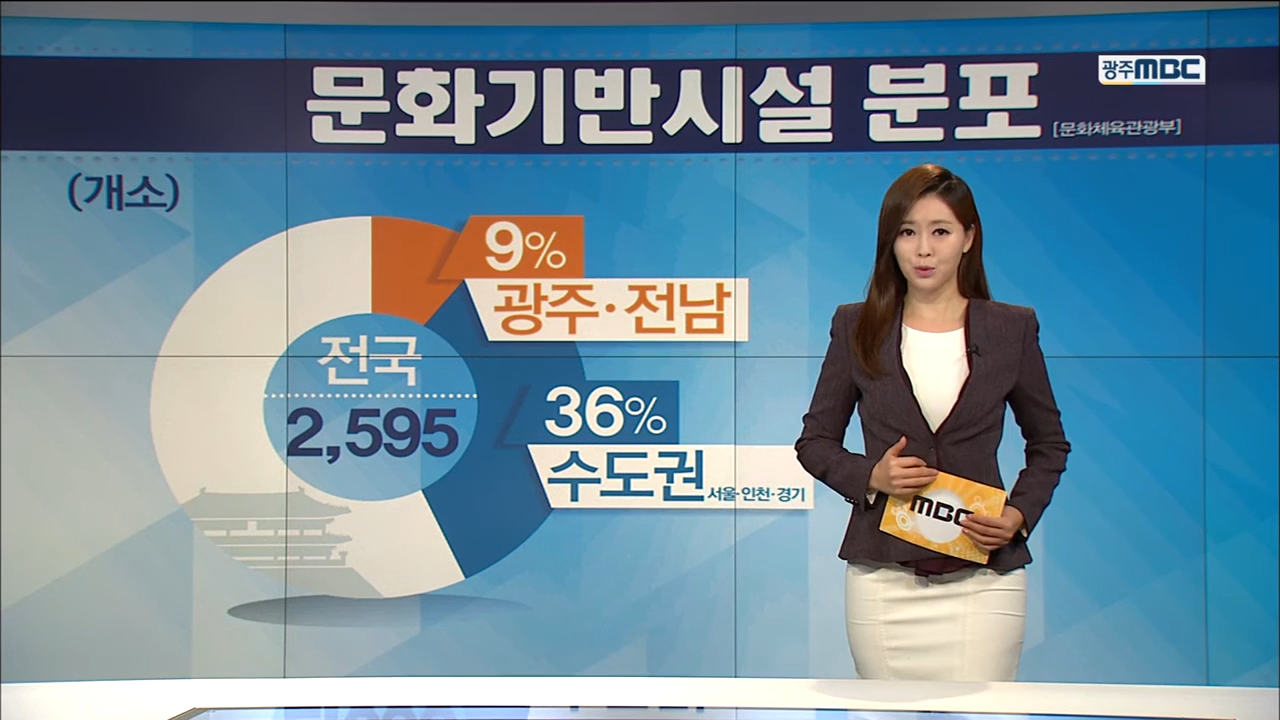 문화기반시설 분포
[문화체육관광부]
광주MBC
(개소)
9%
광주·전남
전국
2,595
36%
수도권
서울·인천·경기
MBC